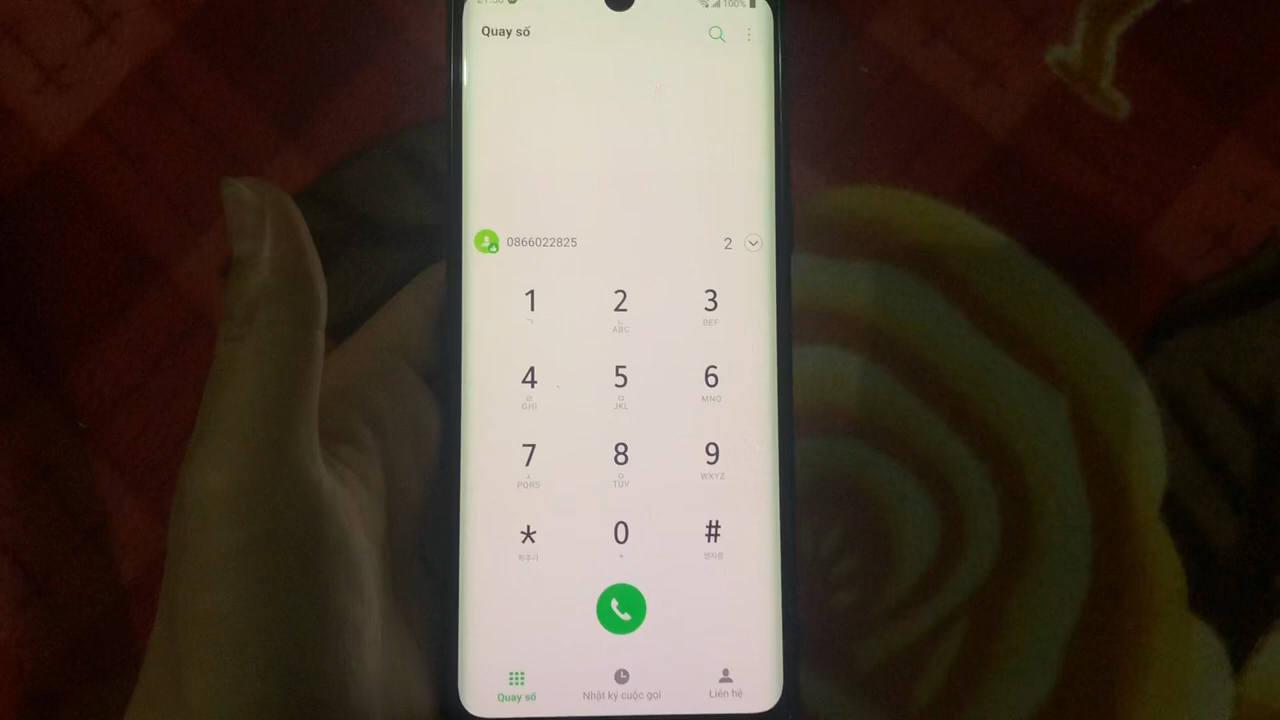 100%
Quay số
0866022825 2
1 2 3
ㄱ ㄴ
ABC DEF
4 5 6
ㄹ ㅁ
GHI JKL MNO
7 8 9
ㅅ ㅇ
PQRS TUV WXYZ
* 0 #
+
Quay số Nhật ký cuộc gọi Liên hệ